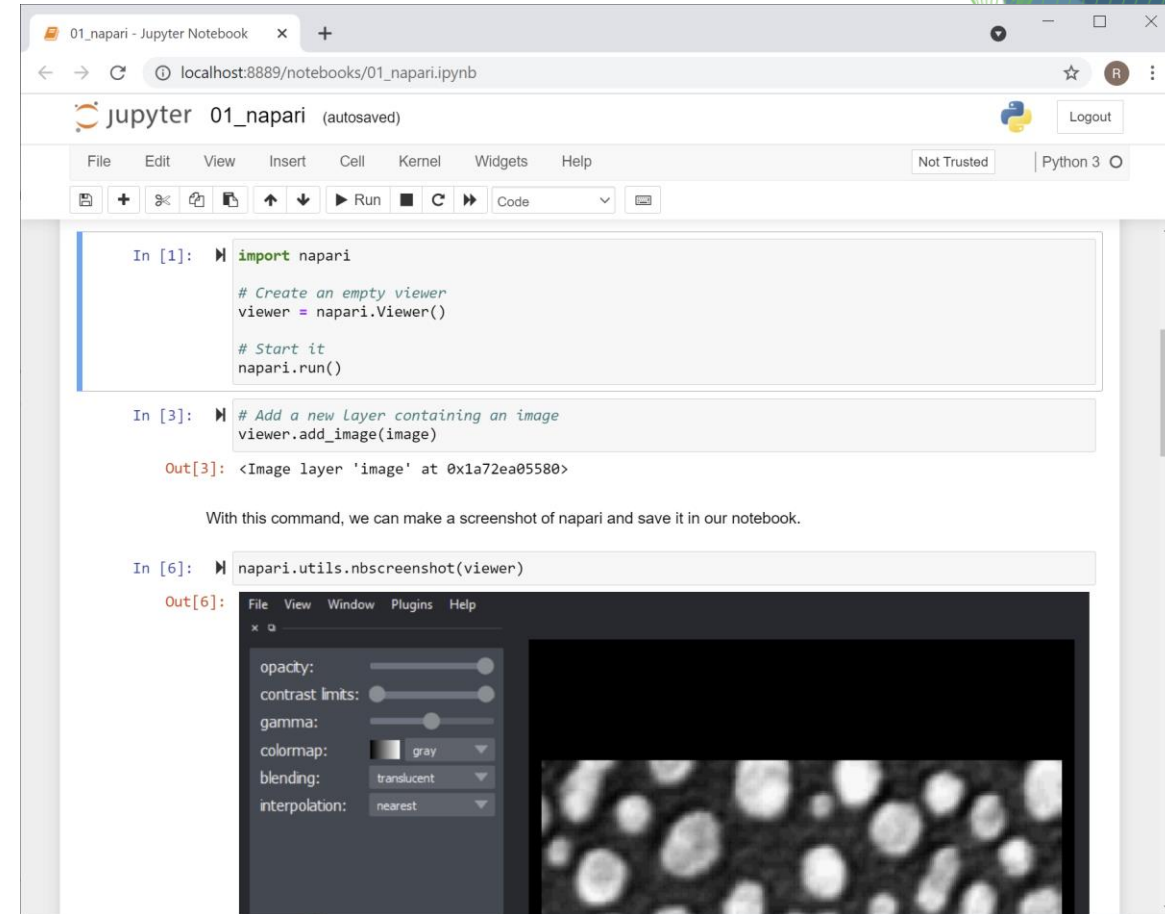 01_napari - Jupyter Notebook
localhost:8889/notebooks/01_napari.ipynb
R
jupyter 01_napari (autosaved)
Logout
File Edit View Insert Cell Kernel Widgets Help
Not Trusted
Python 3
Run
Code
In [1]: import napari
# Create an empty viewer
viewer = napari.Viewer()
# Start it
napari.run()
In [3]: # Add a new layer containing an image
viewer.add_image(image)
Out[3]: <Image layer 'image' at 0x1a72ea05580>
With this command, we can make a screenshot of napari and save it in our notebook.
In [6]: napari.utils.nbscreenshot(viewer)
Out[6]:
File View Window Plugins Help
opacity:
contrast limits:
gamma:
colormap: gray
blending: translucent
interpolation: nearest